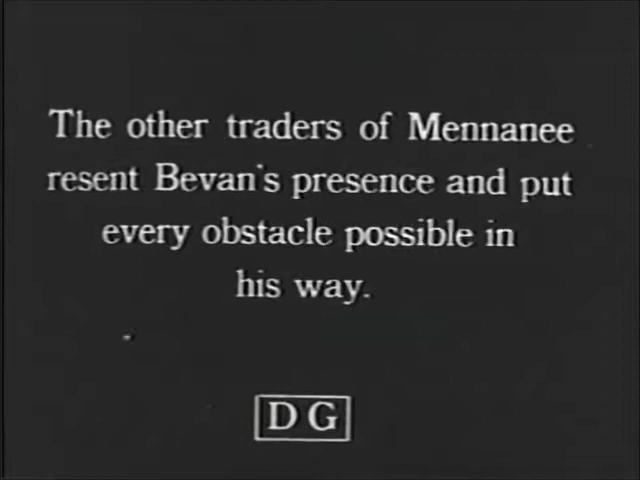 The other traders of Mennanee
resent Bevan's presence and put
every obstacle possible in
his way.
DG